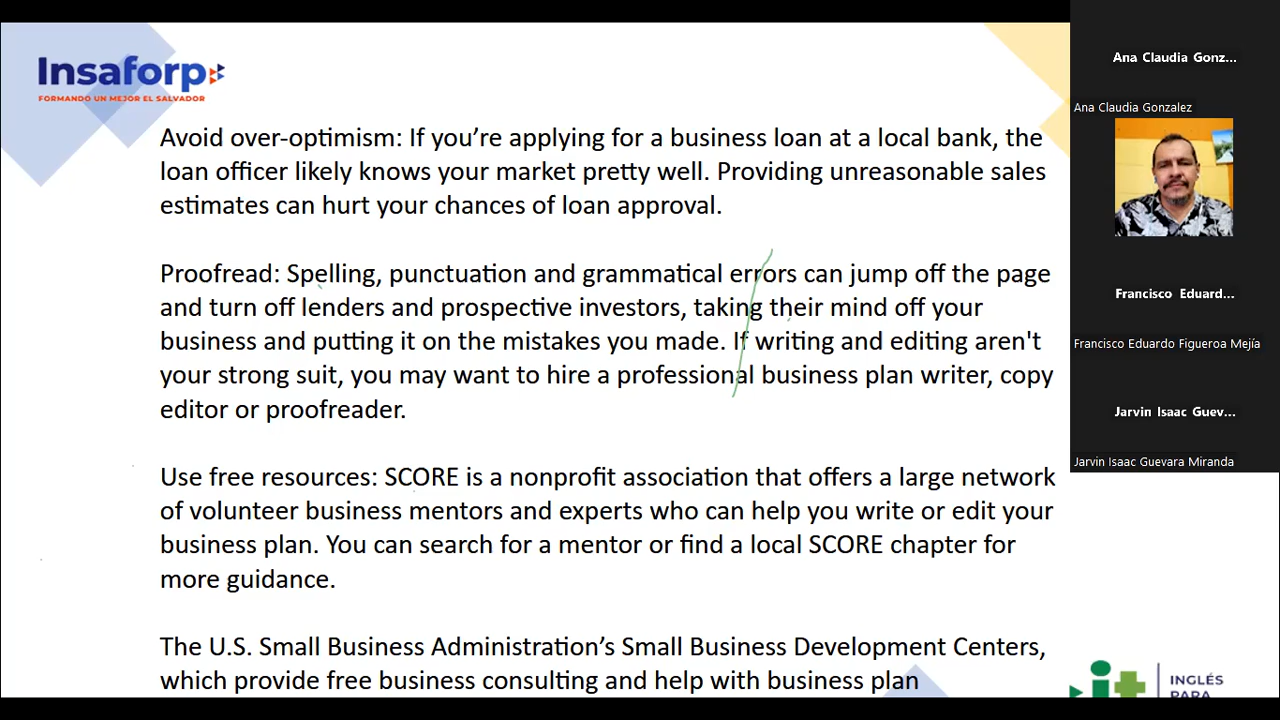 Insaforp
FORMANDO UN MEJOR EL SALVADOR
Avoid over-optimism: If you’re applying for a business loan at a local bank, the
loan officer likely knows your market pretty well. Providing unreasonable sales
estimates can hurt your chances of loan approval.
Proofread: Spelling, punctuation and grammatical errors can jump off the page
and turn off lenders and prospective investors, taking their mind off your
business and putting it on the mistakes you made. If writing and editing aren't
your strong suit, you may want to hire a professional business plan writer, copy
editor or proofreader.
Use free resources: SCORE is a nonprofit association that offers a large network
of volunteer business mentors and experts who can help you write or edit your
business plan. You can search for a mentor or find a local SCORE chapter for
more guidance.
The U.S. Small Business Administration’s Small Business Development Centers,
which provide free business consulting and help with business plan
Ana Claudia Gonz...
Ana Claudia Gonzalez
Francisco Eduard...
Francisco Eduardo Figueroa Mejía
Jarvin Isaac Guev...
Jarvin Isaac Guevara Miranda
INGLÉS
PARA